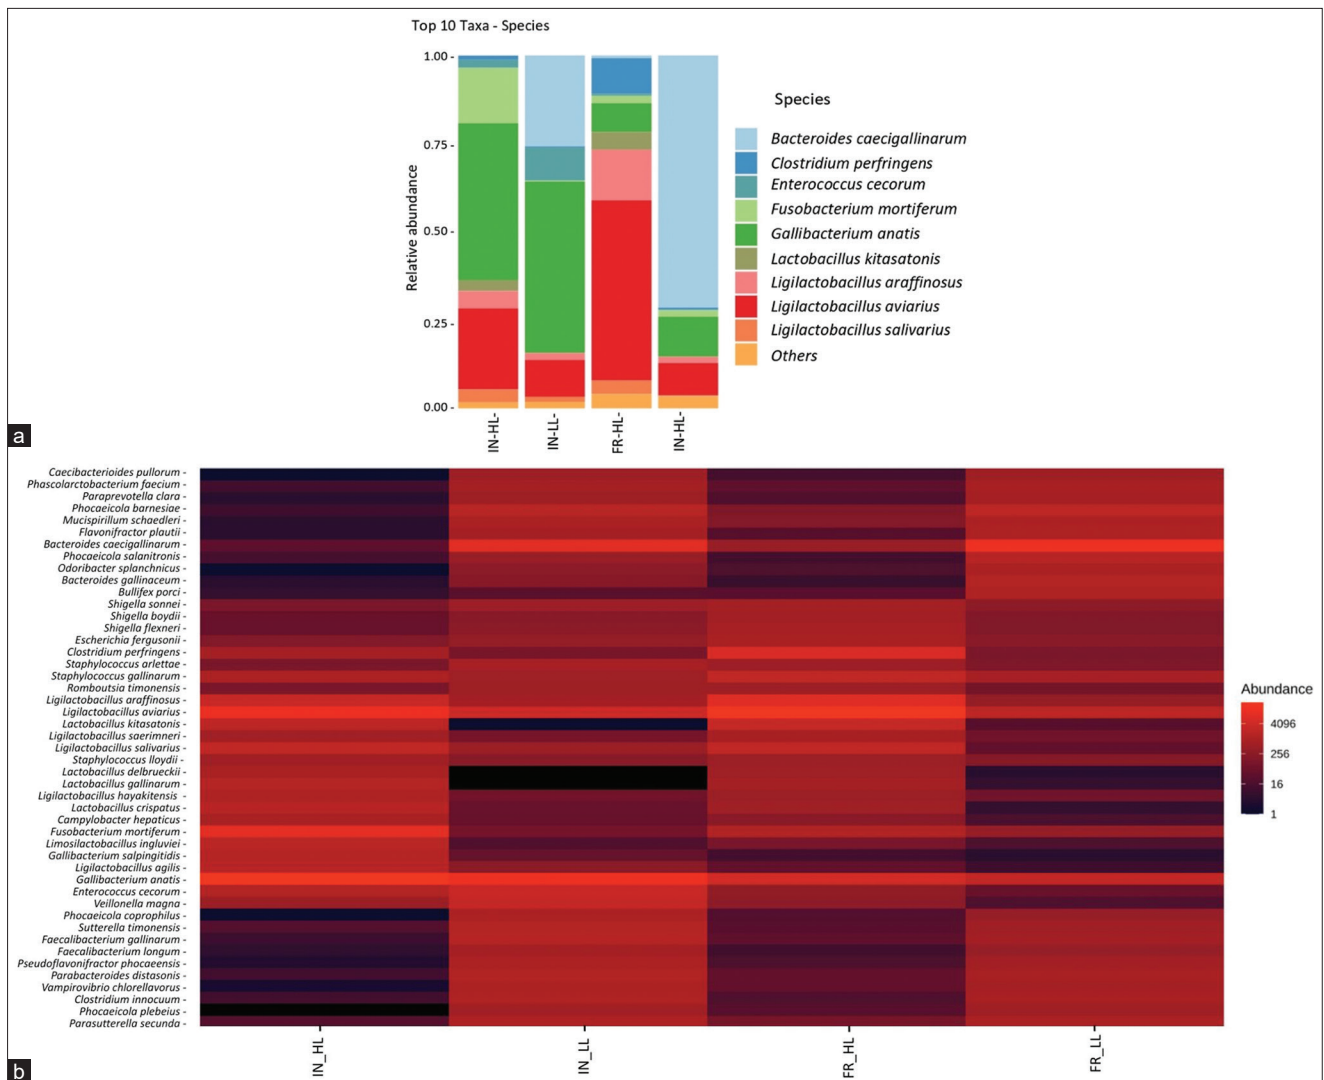 Top 10 Taxa - Species
1.00
0.75
0.50
0.25
0.00
Relative abundance
IN-HL-
IN-LL-
FR-HL-
IN-HL-
Species
Bacteroides caecigallinarum
Clostridium perfringens
Enterococcus cecorum
Fusobacterium mortiferum
Gallibacterium anatis
Lactobacillus kitasatonis
Ligilactobacillus araffinosus
Ligilactobacillus aviarius
Ligilactobacillus salivarius
Others
a
Caecibacterioides pullorum
Phascolarctobacterium faecium
Paraprevotella clara
Phocaeicola barnesiae
Mucispirillum schaedleri
Flavonifractor plautii
Bacteroides caecigallinarum
Phocaeicola salanitronis
Odoribacter splanchnicus
Bacteroides gallinaceum
Bullifex porci
Shigella sonnei
Shigella boydii
Shigella flexneri
Escherichia fergusonii
Clostridium perfringens
Staphylococcus arlettae
Staphylococcus gallinarum
Romboutsia timonensis
Ligilactobacillus araffinosus
Ligilactobacillus aviarius
Lactobacillus kitasatonis
Ligilactobacillus saerimneri
Ligilactobacillus salivarius
Staphylococcus lloydii
Lactobacillus delbrueckii
Lactobacillus gallinarum
Ligilactobacillus hayakitensis
Lactobacillus crispatus
Campylobacter hepaticus
Fusobacterium mortiferum
Limosilactobacillus ingluviei
Gallibacterium salpingitidis
Ligilactobacillus agilis
Gallibacterium anatis
Enterococcus cecorum
Veillonella magna
Phocaeicola coprophilus
Sutterella timonensis
Faecalibacterium gallinarum
Faecalibacterium longum
Pseudoflavonifractor phocaeensis
Parabacteroides distasonis
Vampirovibrio chlorellavorus
Clostridium innocuum
Phocaeicola plebeius
Parasutterella secunda
IN_HL
IN_LL
FR_HL
FR_LL
Abundance
4096
256
16
1
b